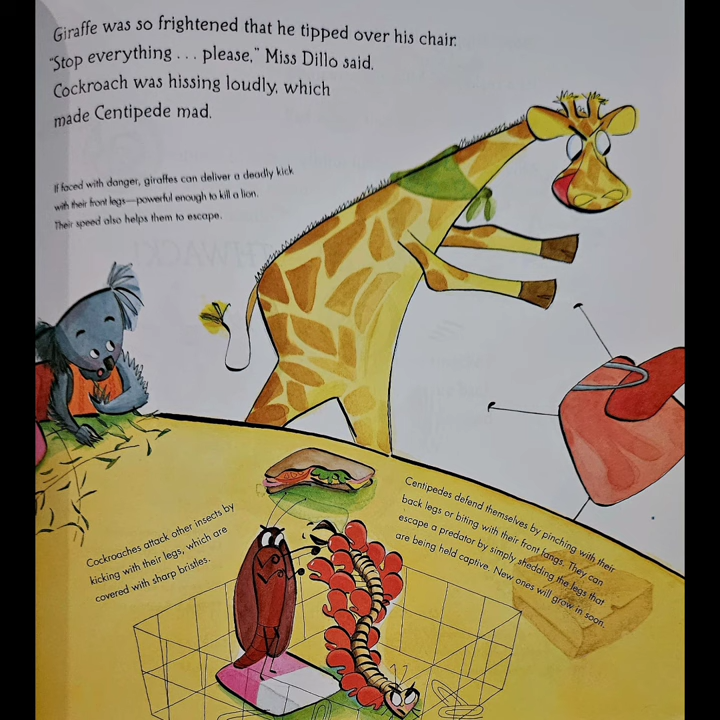 Giraffe was so frightened that he tipped over his chair.
“Stop everything . . . please,” Miss Dillo said.
Cockroach was hissing loudly, which
made Centipede mad.
If faced with danger, giraffes can deliver a deadly kick
with their front legs—powerful enough to kill a lion.
Their speed also helps them to escape.
Cockroaches attack other insects by
kicking with their legs, which are
covered with sharp bristles.
Centipedes defend themselves by pinching with their
back legs or biting with their front fangs. They can
escape a predator by simply shedding the legs that
are being held captive. New ones will grow in soon.
THWACK!